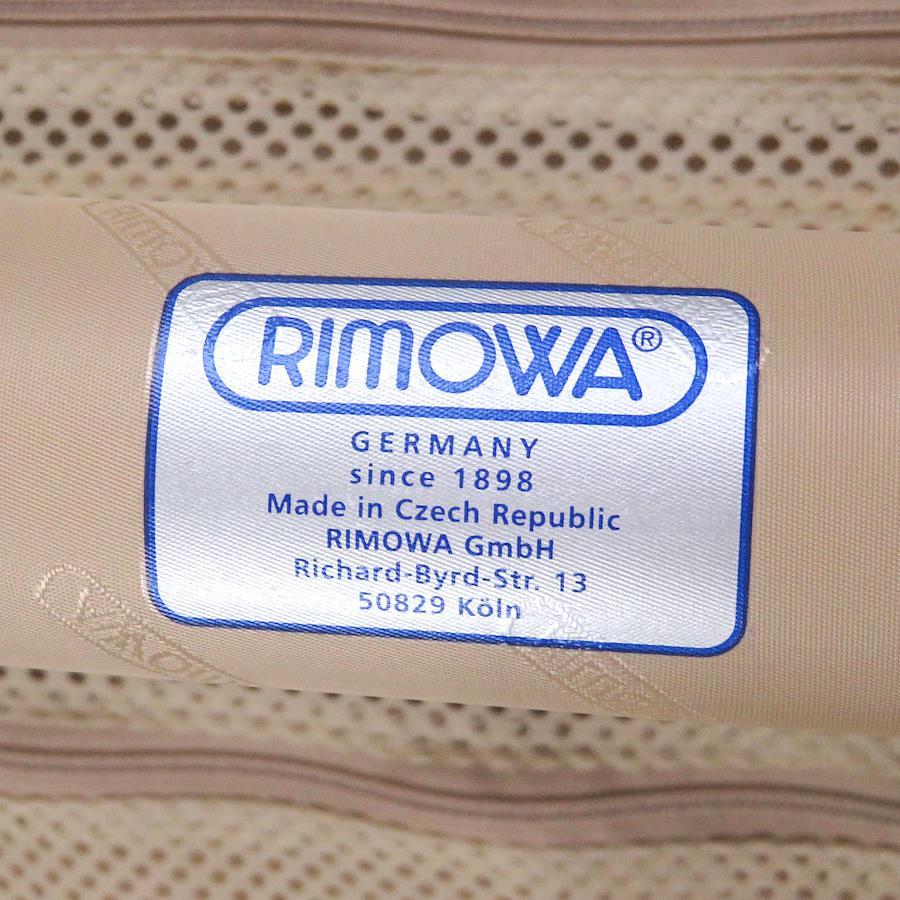 RIMOWA®
GERMANY
since 1898
Made in Czech Republic
RIMOWA GmbH
Richard-Byrd-Str. 13
50829 Köln